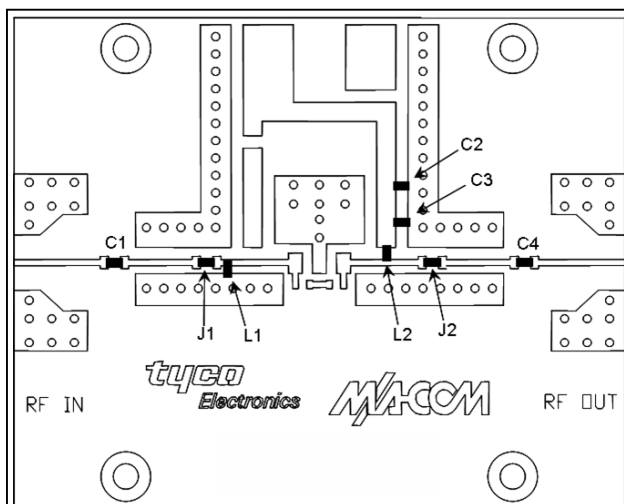 C2
C3
C1
C4
J1
L1
L2
J2
tyco
Electronics
M/A-COM
RF IN
RF OUT